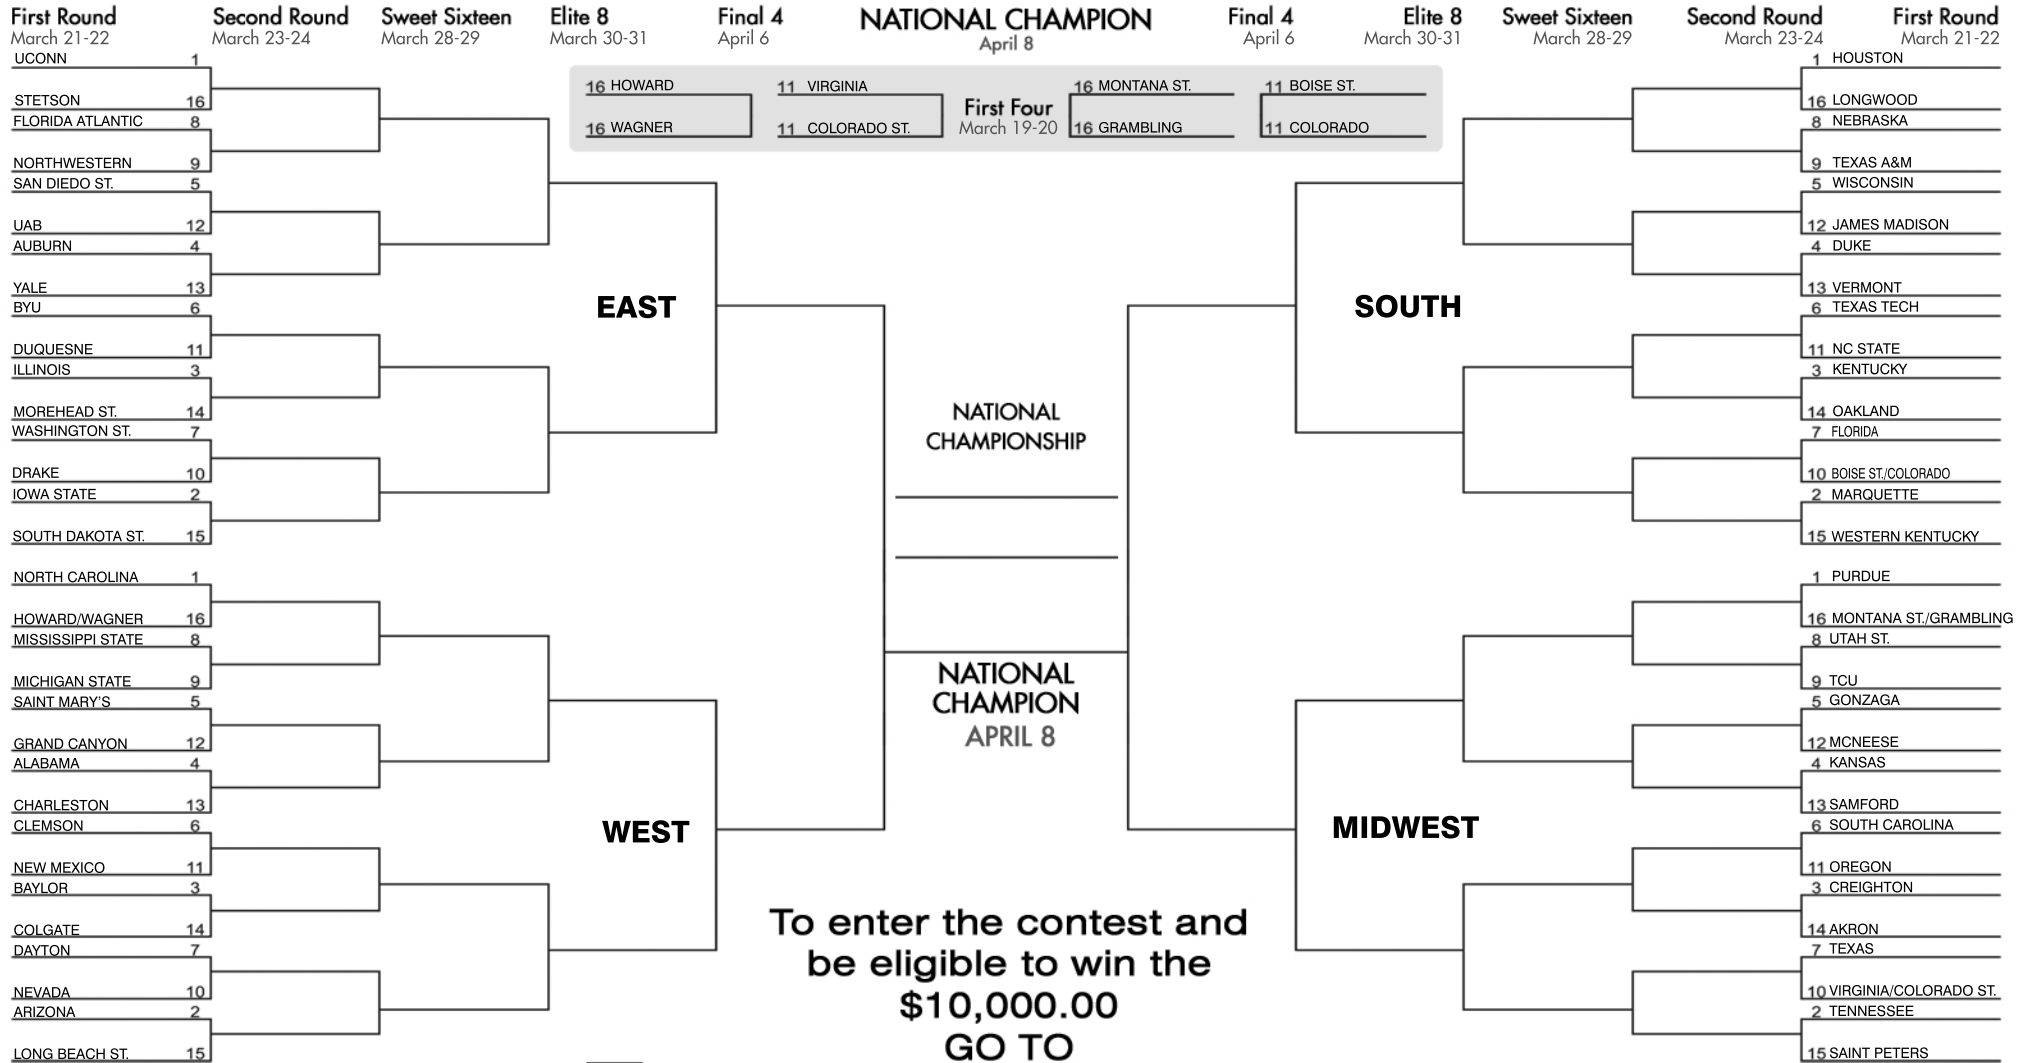 First Round
March 21-22
Second Round
March 23-24
Sweet Sixteen
March 28-29
Elite 8
March 30-31
Final 4
April 6
NATIONAL CHAMPION
April 8
Final 4
April 6
Elite 8
March 30-31
Sweet Sixteen
March 28-29
Second Round
March 23-24
First Round
March 21-22
16 HOWARD
16 WAGNER
11 VIRGINIA
11 COLORADO ST.
First Four
March 19-20
16 MONTANA ST.
16 GRAMBLING
11 BOISE ST.
11 COLORADO
UCONN 1
STETSON 16
FLORIDA ATLANTIC 8
NORTHWESTERN 9
SAN DIEDO ST. 5
UAB 12
AUBURN 4
YALE 13
BYU 6
DUQUESNE 11
ILLINOIS 3
MOREHEAD ST. 14
WASHINGTON ST. 7
DRAKE 10
IOWA STATE 2
SOUTH DAKOTA ST. 15
EAST
NORTH CAROLINA 1
HOWARD/WAGNER 16
MISSISSIPPI STATE 8
MICHIGAN STATE 9
SAINT MARY'S 5
GRAND CANYON 12
ALABAMA 4
CHARLESTON 13
CLEMSON 6
NEW MEXICO 11
BAYLOR 3
COLGATE 14
DAYTON 7
NEVADA 10
ARIZONA 2
LONG BEACH ST. 15
WEST
NATIONAL
CHAMPIONSHIP
NATIONAL
CHAMPION
APRIL 8
To enter the contest and
be eligible to win the
$10,000.00
GO TO
1 HOUSTON
16 LONGWOOD
8 NEBRASKA
9 TEXAS A&M
5 WISCONSIN
12 JAMES MADISON
4 DUKE
13 VERMONT
6 TEXAS TECH
11 NC STATE
3 KENTUCKY
14 OAKLAND
7 FLORIDA
10 BOISE ST./COLORADO
2 MARQUETTE
15 WESTERN KENTUCKY
SOUTH
1 PURDUE
16 MONTANA ST./GRAMBLING
8 UTAH ST.
9 TCU
5 GONZAGA
12 MCNEESE
4 KANSAS
13 SAMFORD
6 SOUTH CAROLINA
11 OREGON
3 CREIGHTON
14 AKRON
7 TEXAS
10 VIRGINIA/COLORADO ST.
2 TENNESSEE
15 SAINT PETERS
MIDWEST